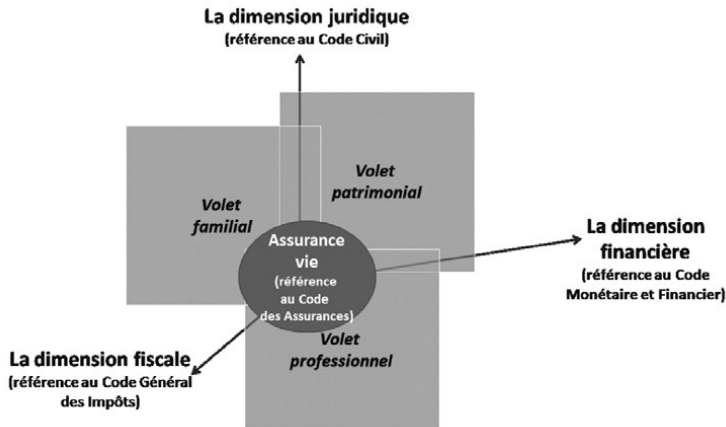 La dimension juridique
(référence au Code Civil)
Volet
patrimonial
Volet
familial
La dimension
financière
(référence au Code
Monétaire et Financier)
Assurance
vie
(référence
au Code
des Assurances)
Volet
professionnel
La dimension fiscale
(référence au Code Général
des Impôts)